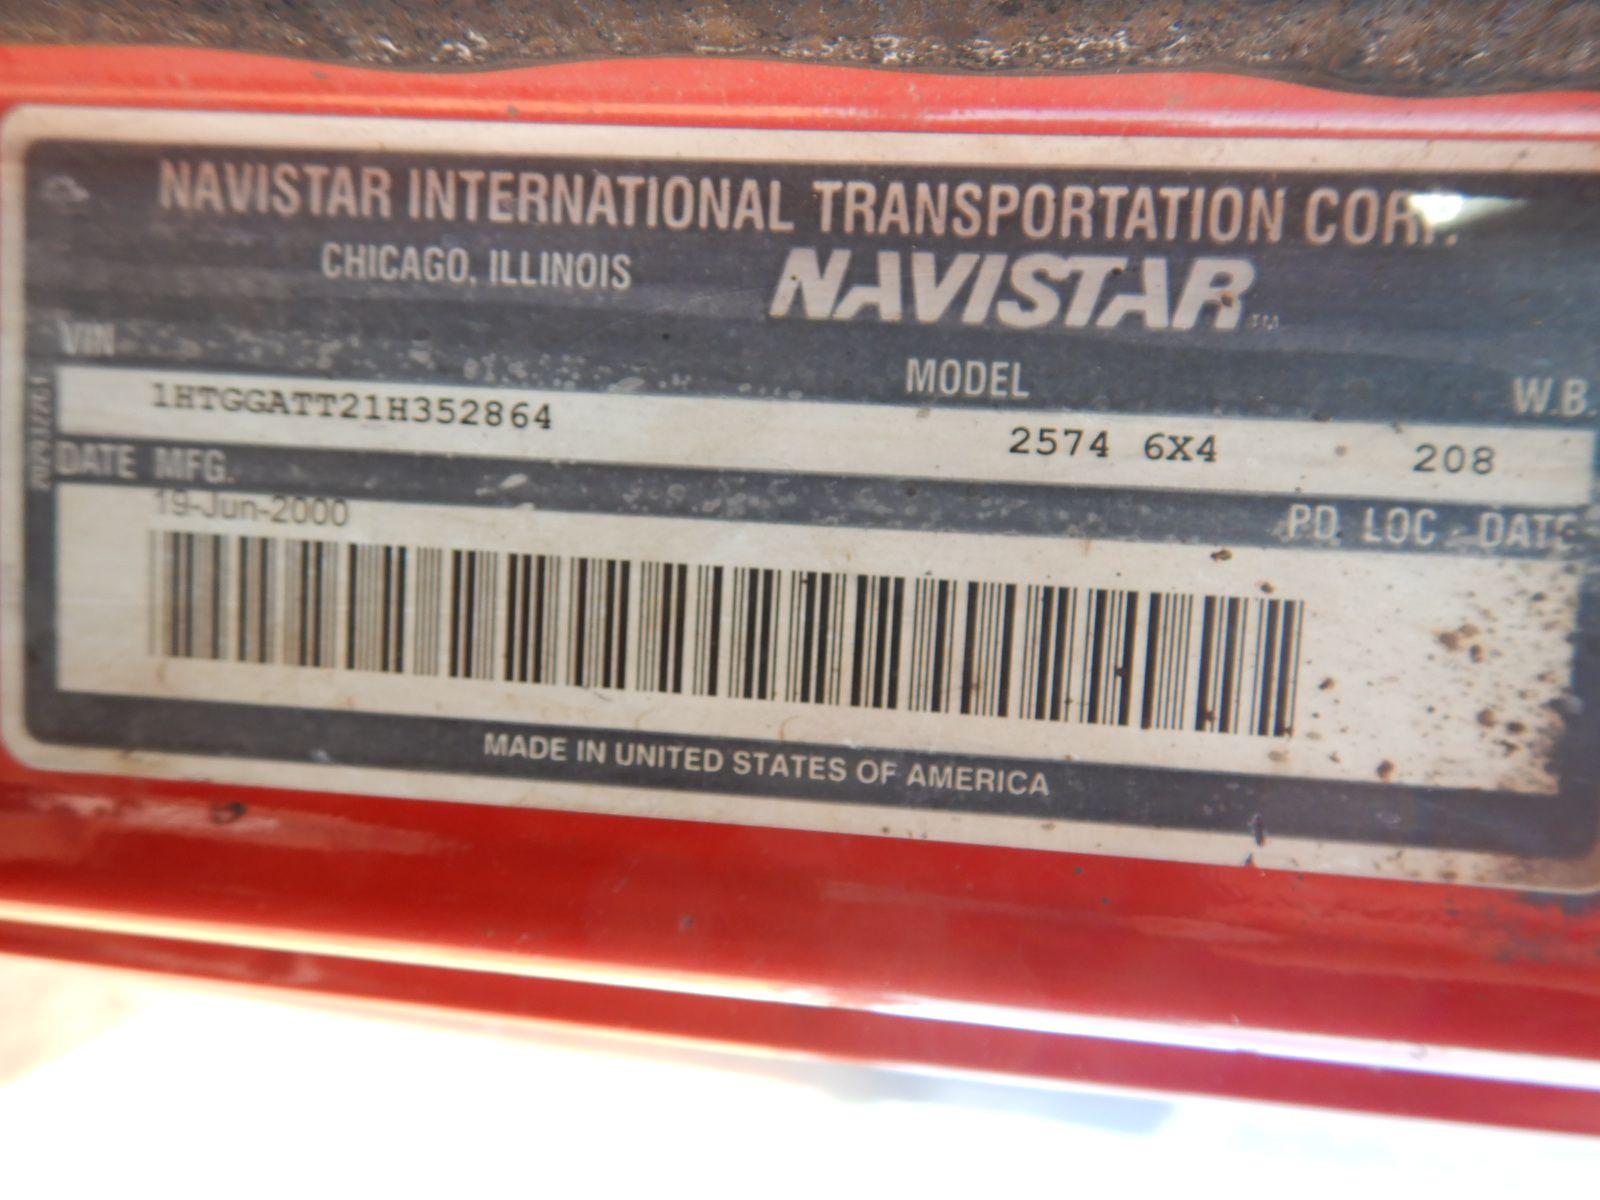 NAVISTAR INTERNATIONAL TRANSPORTATION CORP.
CHICAGO, ILLINOIS
NAVISTAR TM
VIN MODEL W.B.
1HTGGATT21H352864 2574 6X4 208
DATE MFG. PD. LOC - DATE
19-Jun-2000
MADE IN UNITED STATES OF AMERICA